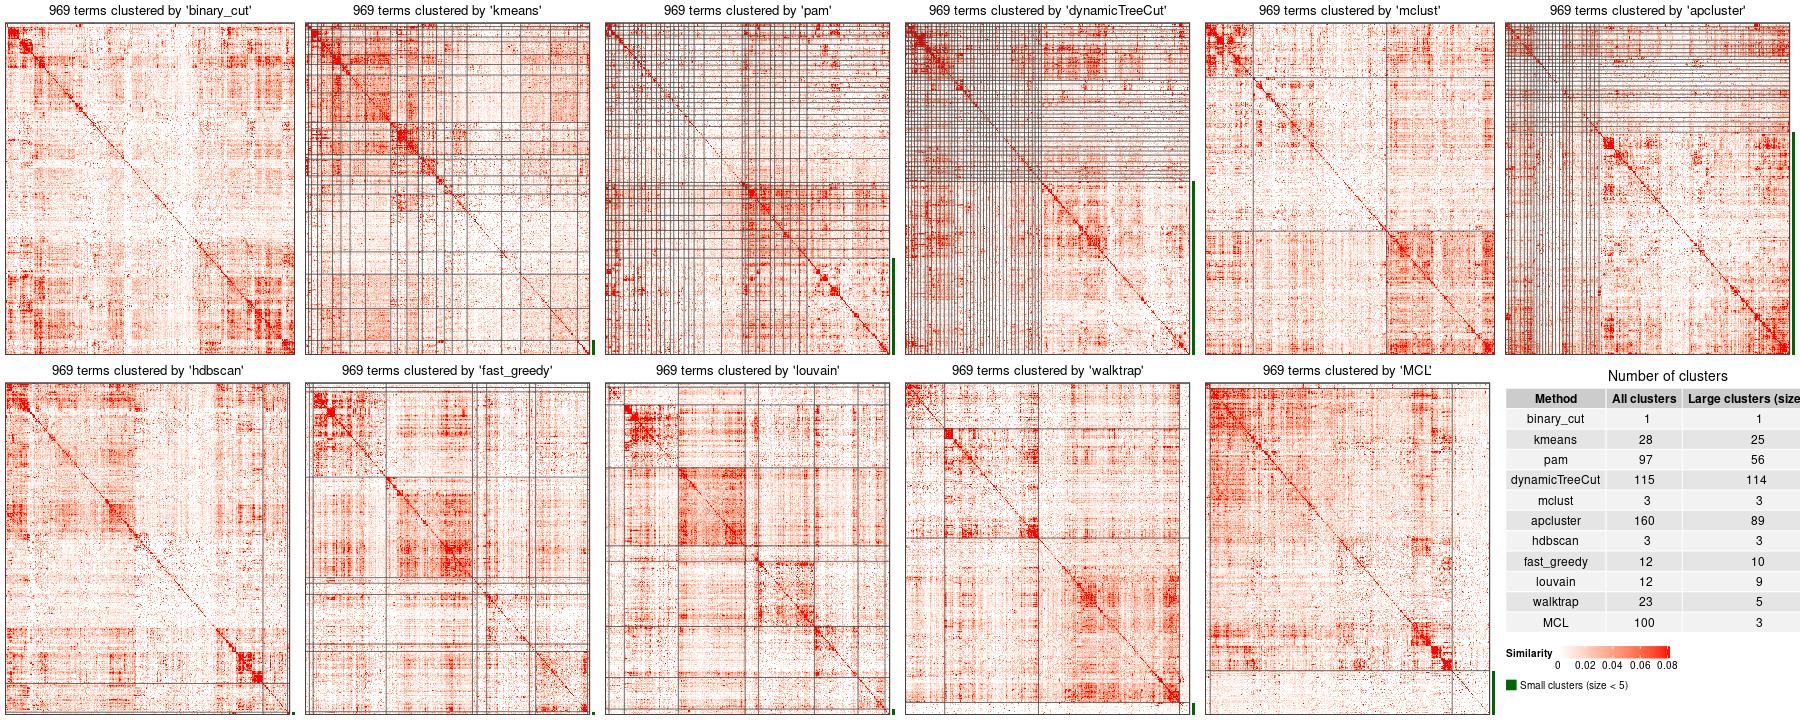 969 terms clustered by 'binary_cut'
969 terms clustered by 'kmeans'
969 terms clustered by 'pam'
969 terms clustered by 'dynamicTreeCut'
969 terms clustered by 'mclust'
969 terms clustered by 'apcluster'
969 terms clustered by 'hdbscan'
969 terms clustered by 'fast_greedy'
969 terms clustered by 'louvain'
969 terms clustered by 'walktrap'
969 terms clustered by 'MCL'
Number of clusters
Method All clusters Large clusters (size
binary_cut 1 1
kmeans 28 25
pam 97 56
dynamicTreeCut 115 114
mclust 3 3
apcluster 160 89
hdbscan 3 3
fast_greedy 12 10
louvain 12 9
walktrap 23 5
MCL 100 3
Similarity
0 0.02 0.04 0.06 0.08
Small clusters (size < 5)